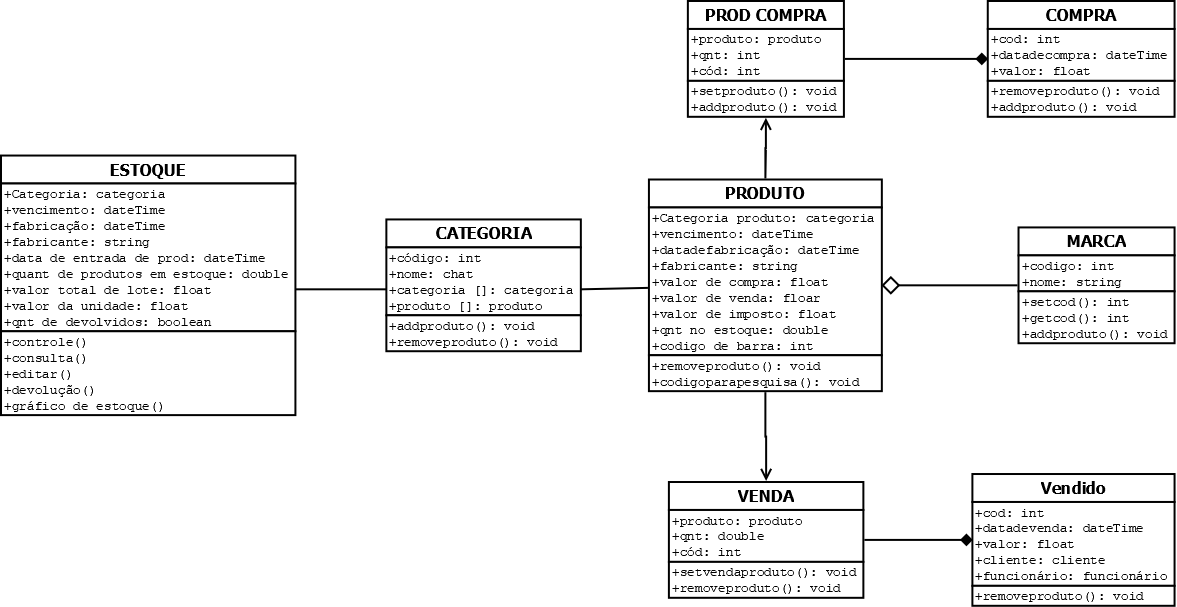 PROD COMPRA
+produto: produto
+qnt: int
+cód: int
+setproduto(): void
+addproduto(): void
COMPRA
+cod: int
+datadecompra: dateTime
+valor: float
+removeproduto(): void
+addproduto(): void
ESTOQUE
+Categoria: categoria
+vencimento: dateTime
+fabricação: dateTime
+fabricante: string
+data de entrada de prod: dateTime
+quant de produtos em estoque: double
+valor total de lote: float
+valor da unidade: float
+qnt de devolvidos: boolean
+controle()
+consulta()
+editar()
+devolução()
+gráfico de estoque()
CATEGORIA
+código: int
+nome: chat
+categoria []: categoria
+produto []: produto
+addproduto(): void
+removeproduto(): void
PRODUTO
+Categoria produto: categoria
+vencimento: dateTime
+datadefabricação: dateTime
+fabricante: string
+valor de compra: float
+valor de venda: floar
+valor de imposto: float
+qnt no estoque: double
+codigo de barra: int
+removeproduto(): void
+codigoparapesquisa(): void
MARCA
+codigo: int
+nome: string
+setcod(): int
+getcod(): int
+addproduto(): void
VENDA
+produto: produto
+qnt: double
+cód: int
+setvendaproduto(): void
+removeproduto(): void
Vendido
+cod: int
+datadevenda: dateTime
+valor: float
+cliente: cliente
+funcionário: funcionário
+removeproduto(): void